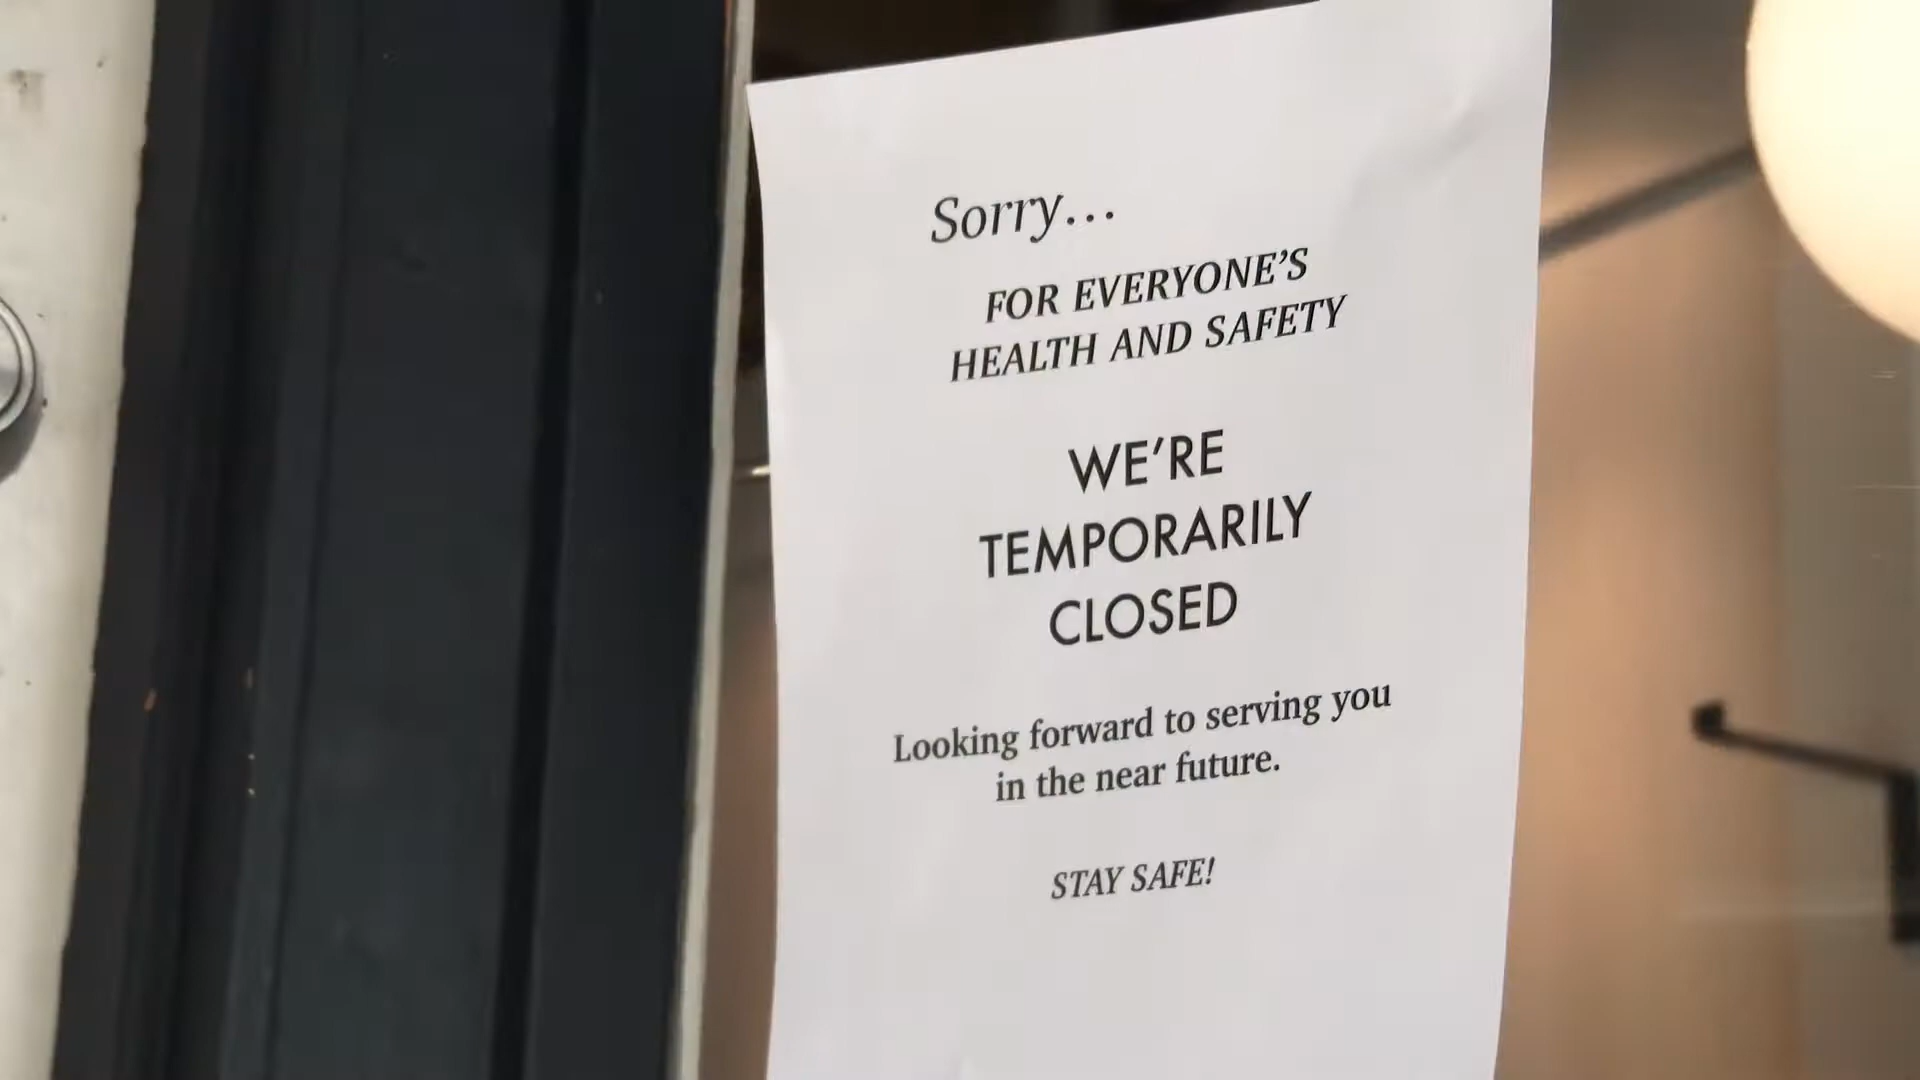 Sorry...
FOR EVERYONE'S
HEALTH AND SAFETY
WE'RE
TEMPORARILY
CLOSED
Looking forward to serving you
in the near future.
STAY SAFE!